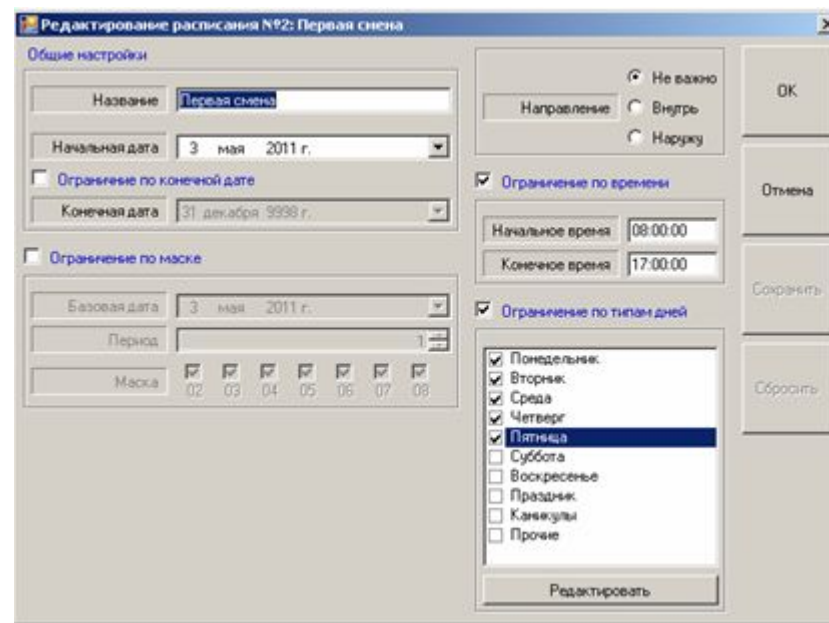 Редактирование расписания №2: Первая смена
Общие настройки
Название Первая смена
Начальная дата 3 мая 2011 г.
Ограничение по конечной дате
Конечная дата 31 декабря 9998 г.
Ограничение по маске
Базовая дата 3 мая 2011 г.
Период 1
Маска 02 03 04 05 06 07 08
Направление
Не важно
Внутрь
Наружу
Ограничение по времени
Начальное время 08:00:00
Конечное время 17:00:00
Ограничение по типам дней
Понедельник
Вторник
Среда
Четверг
Пятница
Суббота
Воскресенье
Праздник
Каникулы
Прочие
Редактировать
ОК
Отмена
Сохранить
Сбросить